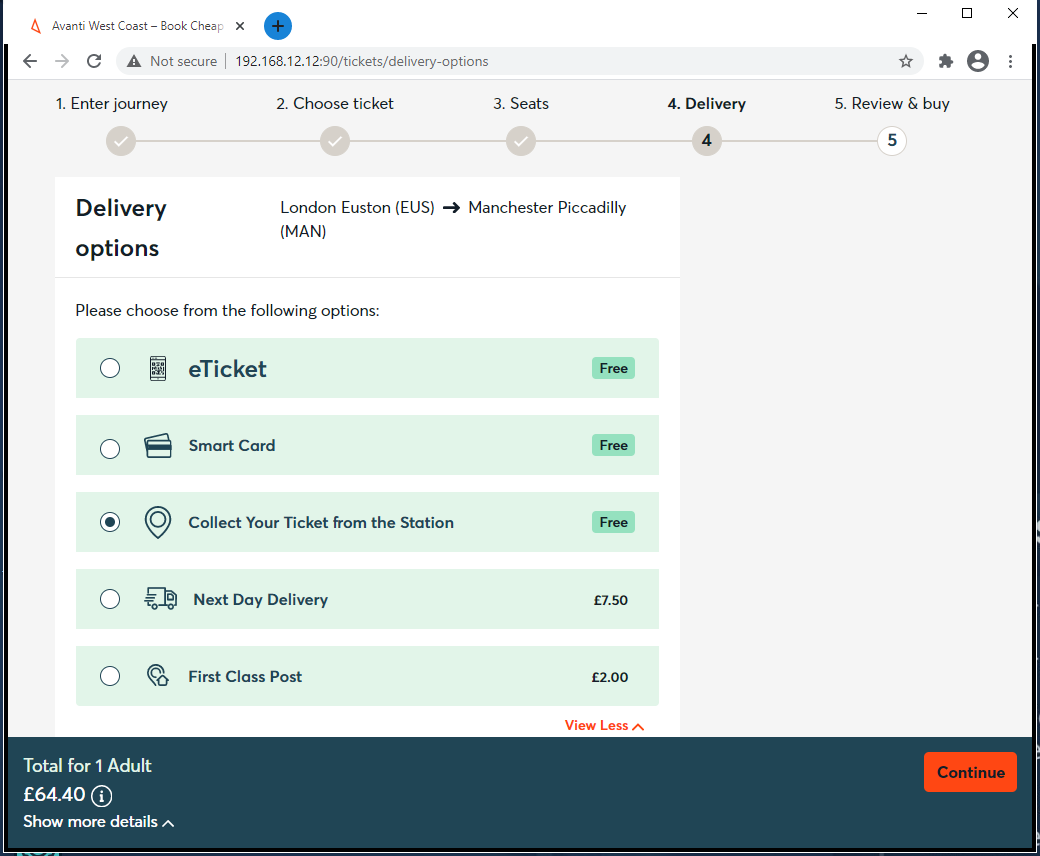 Avanti West Coast – Book Cheap
Not secure | 192.168.12.12:90/tickets/delivery-options
1. Enter journey
2. Choose ticket
3. Seats
4. Delivery
5. Review & buy
4
5
Delivery options
London Euston (EUS) → Manchester Piccadilly
(MAN)
Please choose from the following options:
eTicket Free
Smart Card Free
Collect Your Ticket from the Station Free
Next Day Delivery £7.50
First Class Post £2.00
View Less
Total for 1 Adult
£64.40
Show more details
Continue